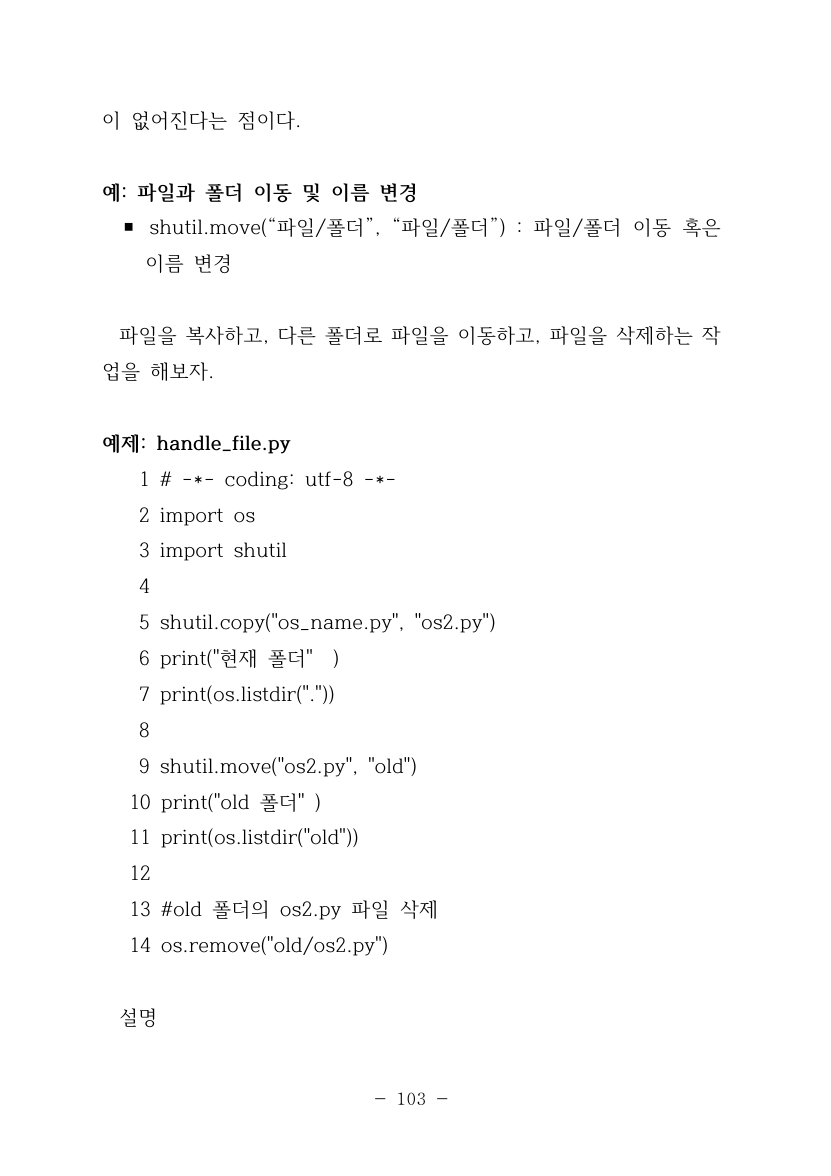 이 없어진다는 점이다.
예: 파일과 폴더 이동 및 이름 변경
▪ shutil.move(“파일/폴더”, “파일/폴더”) : 파일/폴더 이동 혹은
이름 변경
파일을 복사하고, 다른 폴더로 파일을 이동하고, 파일을 삭제하는 작
업을 해보자.
예제: handle_file.py
1 # -*- coding: utf-8 -*-
2 import os
3 import shutil
4
5 shutil.copy("os_name.py", "os2.py")
6 print("현재 폴더"  )
7 print(os.listdir("."))
8
9 shutil.move("os2.py", "old")
10 print("old 폴더" )
11 print(os.listdir("old"))
12
13 #old 폴더의 os2.py 파일 삭제
14 os.remove("old/os2.py")
설명
- 103 -